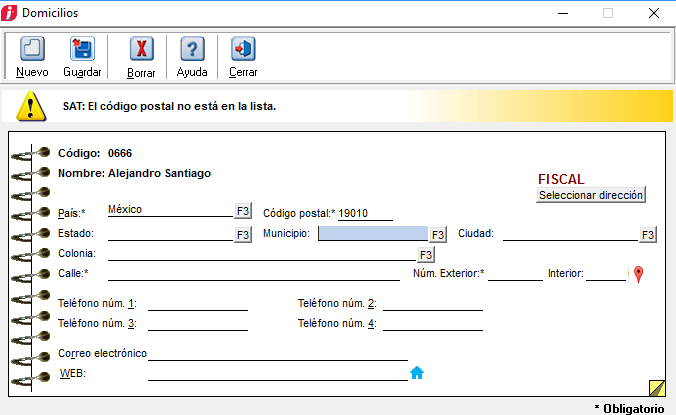 Domicilios
Nuevo Guardar Borrar Ayuda Cerrar
SAT: El código postal no está en la lista.
Código: 0666
Nombre: Alejandro Santiago
FISCAL
Seleccionar dirección
País:* México F3 Código postal:* 19010
Estado: F3 Municipio: F3 Ciudad: F3
Colonia: F3
Calle:* Núm. Exterior:* Interior:
Teléfono núm. 1: Teléfono núm. 2:
Teléfono núm. 3: Teléfono núm. 4:
Correo electrónico
WEB:
* Obligatorio